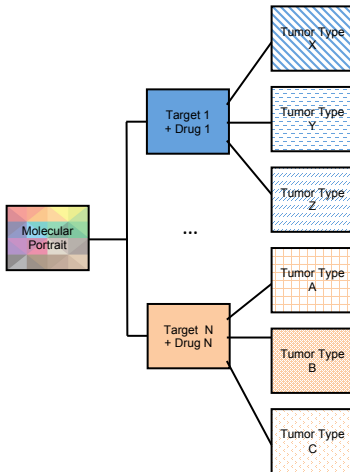 Tumor Type
X
Target 1
+ Drug 1
Tumor Type
Y
Tumor Type
Z
Molecular
Portrait
...
Tumor Type
A
Target N
+ Drug N
Tumor Type
B
Tumor Type
C